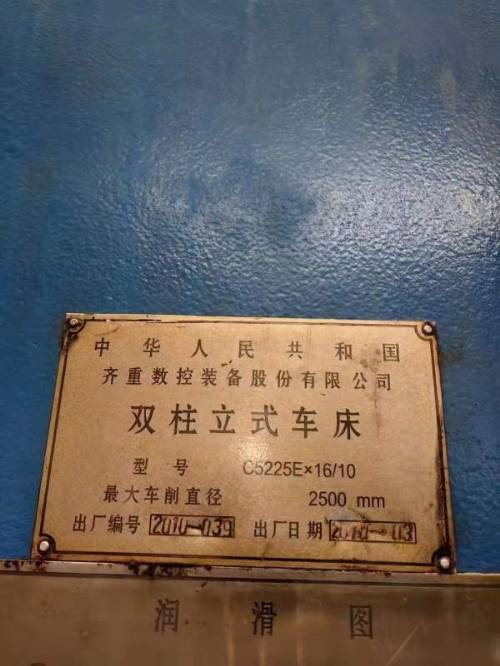 中华人民共和国
齐重数控装备股份有限公司
双柱立式车床
型号 C5225E×16/10
最大车削直径 2500 mm
出厂编号 2010-039 出厂日期 2010-03
润滑图